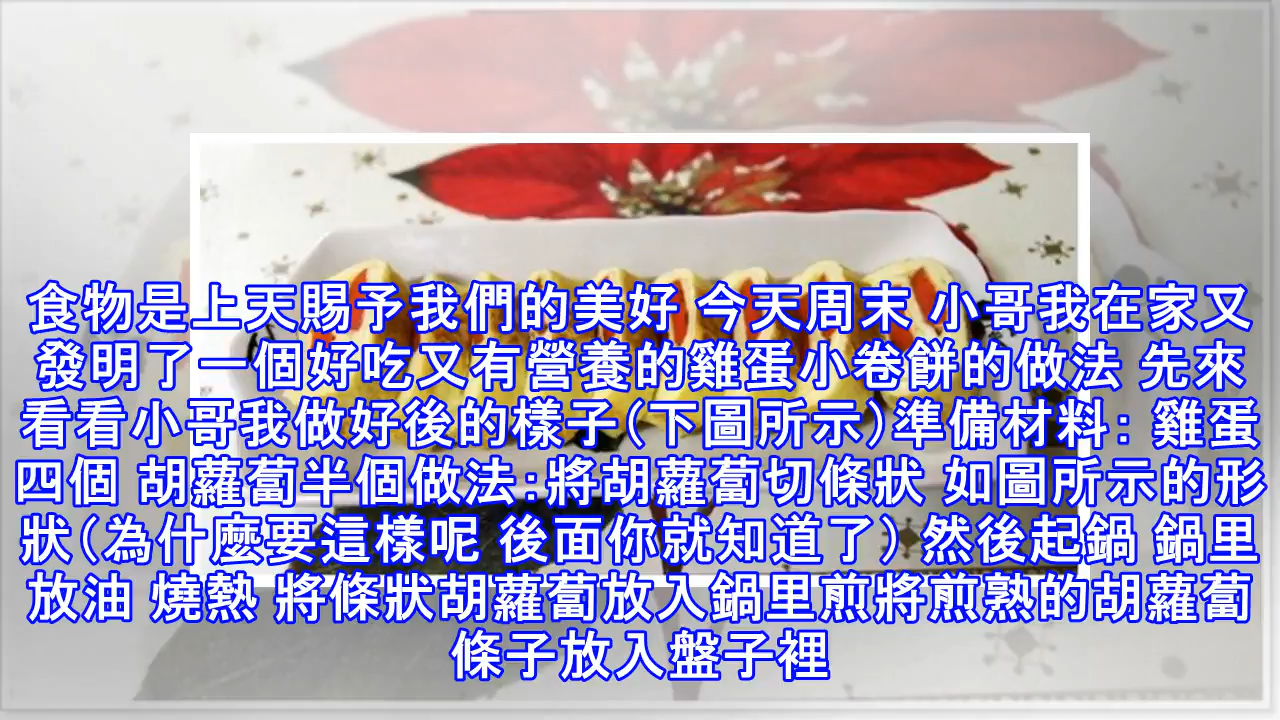 食物是上天賜予我們的美好 今天周末 小哥我在家又
發明了一個好吃又有營養的雞蛋小卷餅的做法 先來
看看小哥我做好後的樣子(下圖所示)準備材料: 雞蛋
四個 胡蘿蔔半個做法:將胡蘿蔔切條狀 如圖所示的形
狀(為什麼要這樣呢 後面你就知道了) 然後起鍋 鍋里
放油 燒熱 將條狀胡蘿蔔放入鍋里煎將煎熟的胡蘿蔔
條子放入盤子裡